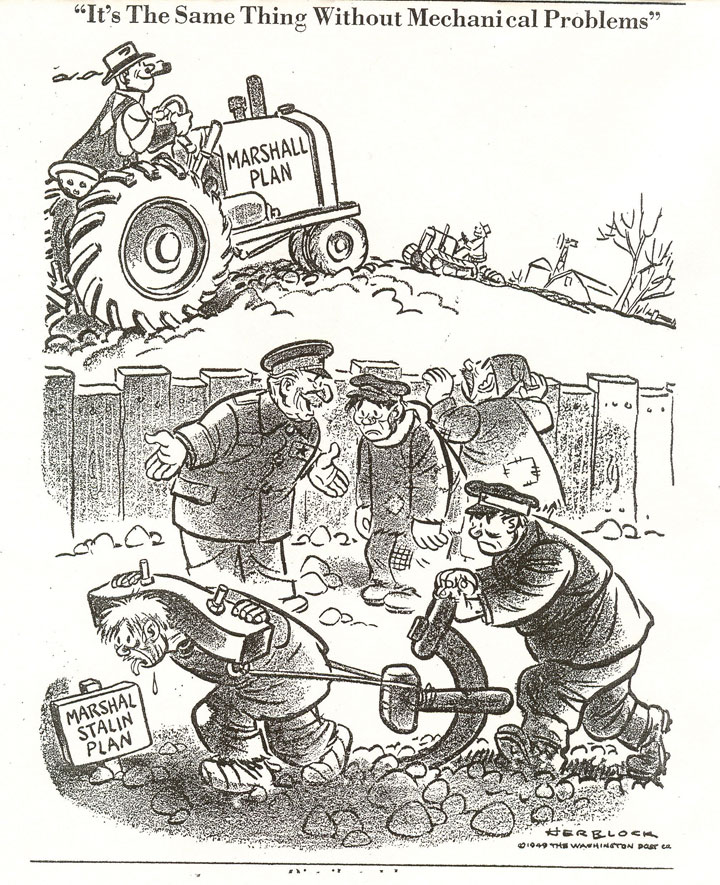 “It's The Same Thing Without Mechanical Problems”
MARSHALL
PLAN
MARSHAL
STALIN
PLAN
HERBLOCK
©1949 THE WASHINGTON POST CO.